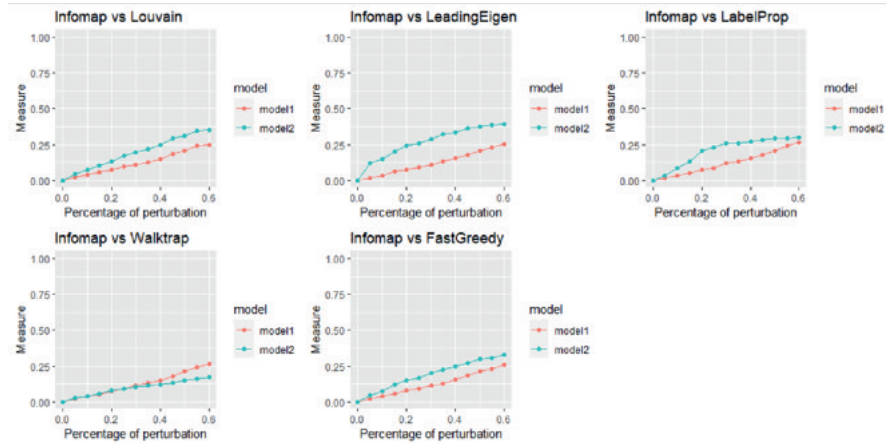 Infomap vs Louvain
1.00
0.75
0.50
0.25
0.00
Measure
0.0 0.2 0.4 0.6
Percentage of perturbation
model
model1
model2
Infomap vs LeadingEigen
1.00
0.75
0.50
0.25
0.00
Measure
0.0 0.2 0.4 0.6
Percentage of perturbation
model
model1
model2
Infomap vs LabelProp
1.00
0.75
0.50
0.25
0.00
Measure
0.0 0.2 0.4 0.6
Percentage of perturbation
model
model1
model2
Infomap vs Walktrap
1.00
0.75
0.50
0.25
0.00
Measure
0.0 0.2 0.4 0.6
Percentage of perturbation
model
model1
model2
Infomap vs FastGreedy
1.00
0.75
0.50
0.25
0.00
Measure
0.0 0.2 0.4 0.6
Percentage of perturbation
model
model1
model2